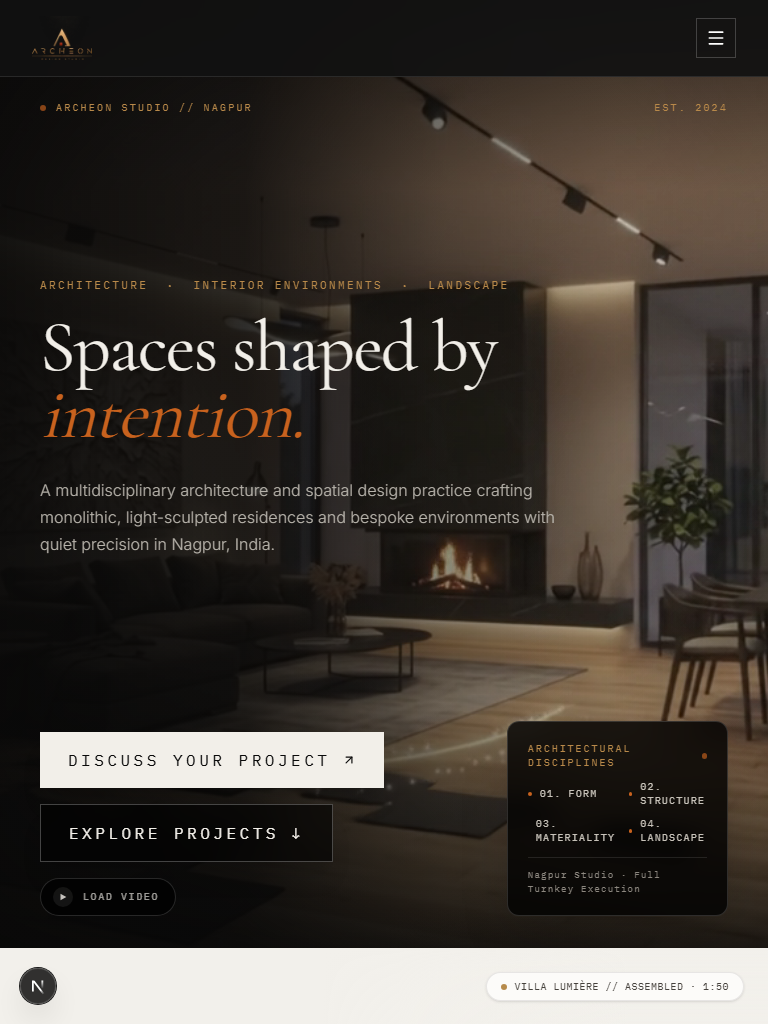 ARCHEON
ARCHEON STUDIO // NAGPUR
EST. 2024
ARCHITECTURE · INTERIOR ENVIRONMENTS · LANDSCAPE
Spaces shaped by
intention.
A multidisciplinary architecture and spatial design practice crafting
monolithic, light-sculpted residences and bespoke environments with
quiet precision in Nagpur, India.
DISCUSS YOUR PROJECT ↗
EXPLORE PROJECTS ↓
LOAD VIDEO
ARCHITECTURAL
DISCIPLINES
01. FORM
02.
STRUCTURE
03.
MATERIALITY
04.
LANDSCAPE
Nagpur Studio · Full
Turnkey Execution
N
VILLA LUMIÈRE // ASSEMBLED · 1:50